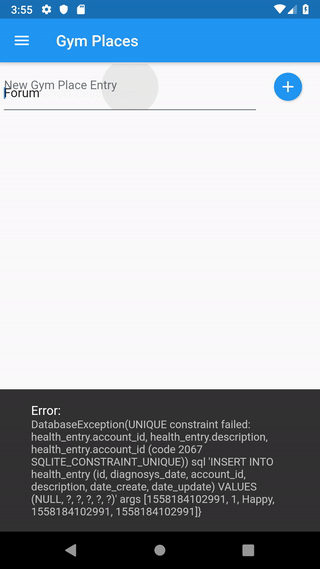 3:55
Gym Places
New Gym Place Entry
Forum
Error:
DatabaseException(UNIQUE constraint failed:
health_entry.account_id, health_entry.description,
health_entry.account_id (code 2067
SQLITE_CONSTRAINT_UNIQUE)) sql 'INSERT INTO
health_entry (id, diagnosys_date, account_id,
description, date_create, date_update) VALUES
(NULL, ?, ?, ?, ?, ?)' args [1558184102991, 1, Happy,
1558184102991, 1558184102991]}